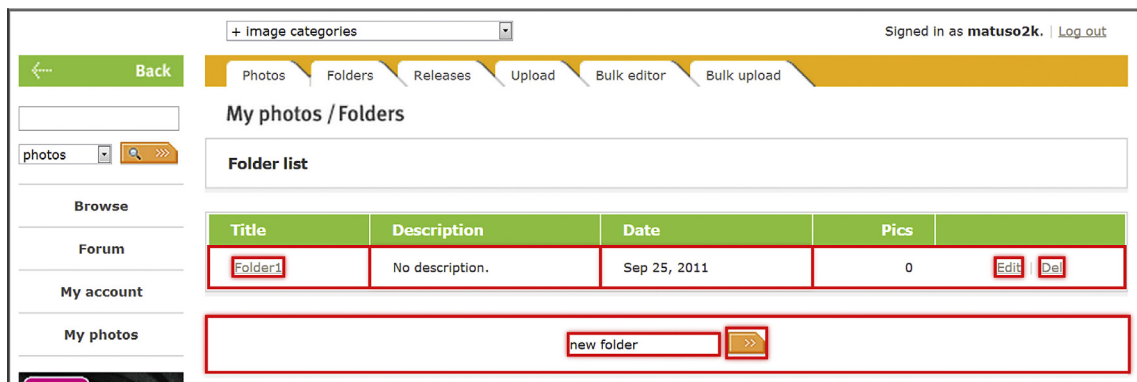 + image categories
Signed in as matuso2k. | Log out
Back
Photos Folders Releases Upload Bulk editor Bulk upload
My photos / Folders
photos
Folder list
Browse
Forum
My account
My photos
Title Description Date Pics
Folder1 No description. Sep 25, 2011 0 Edit | Del
new folder